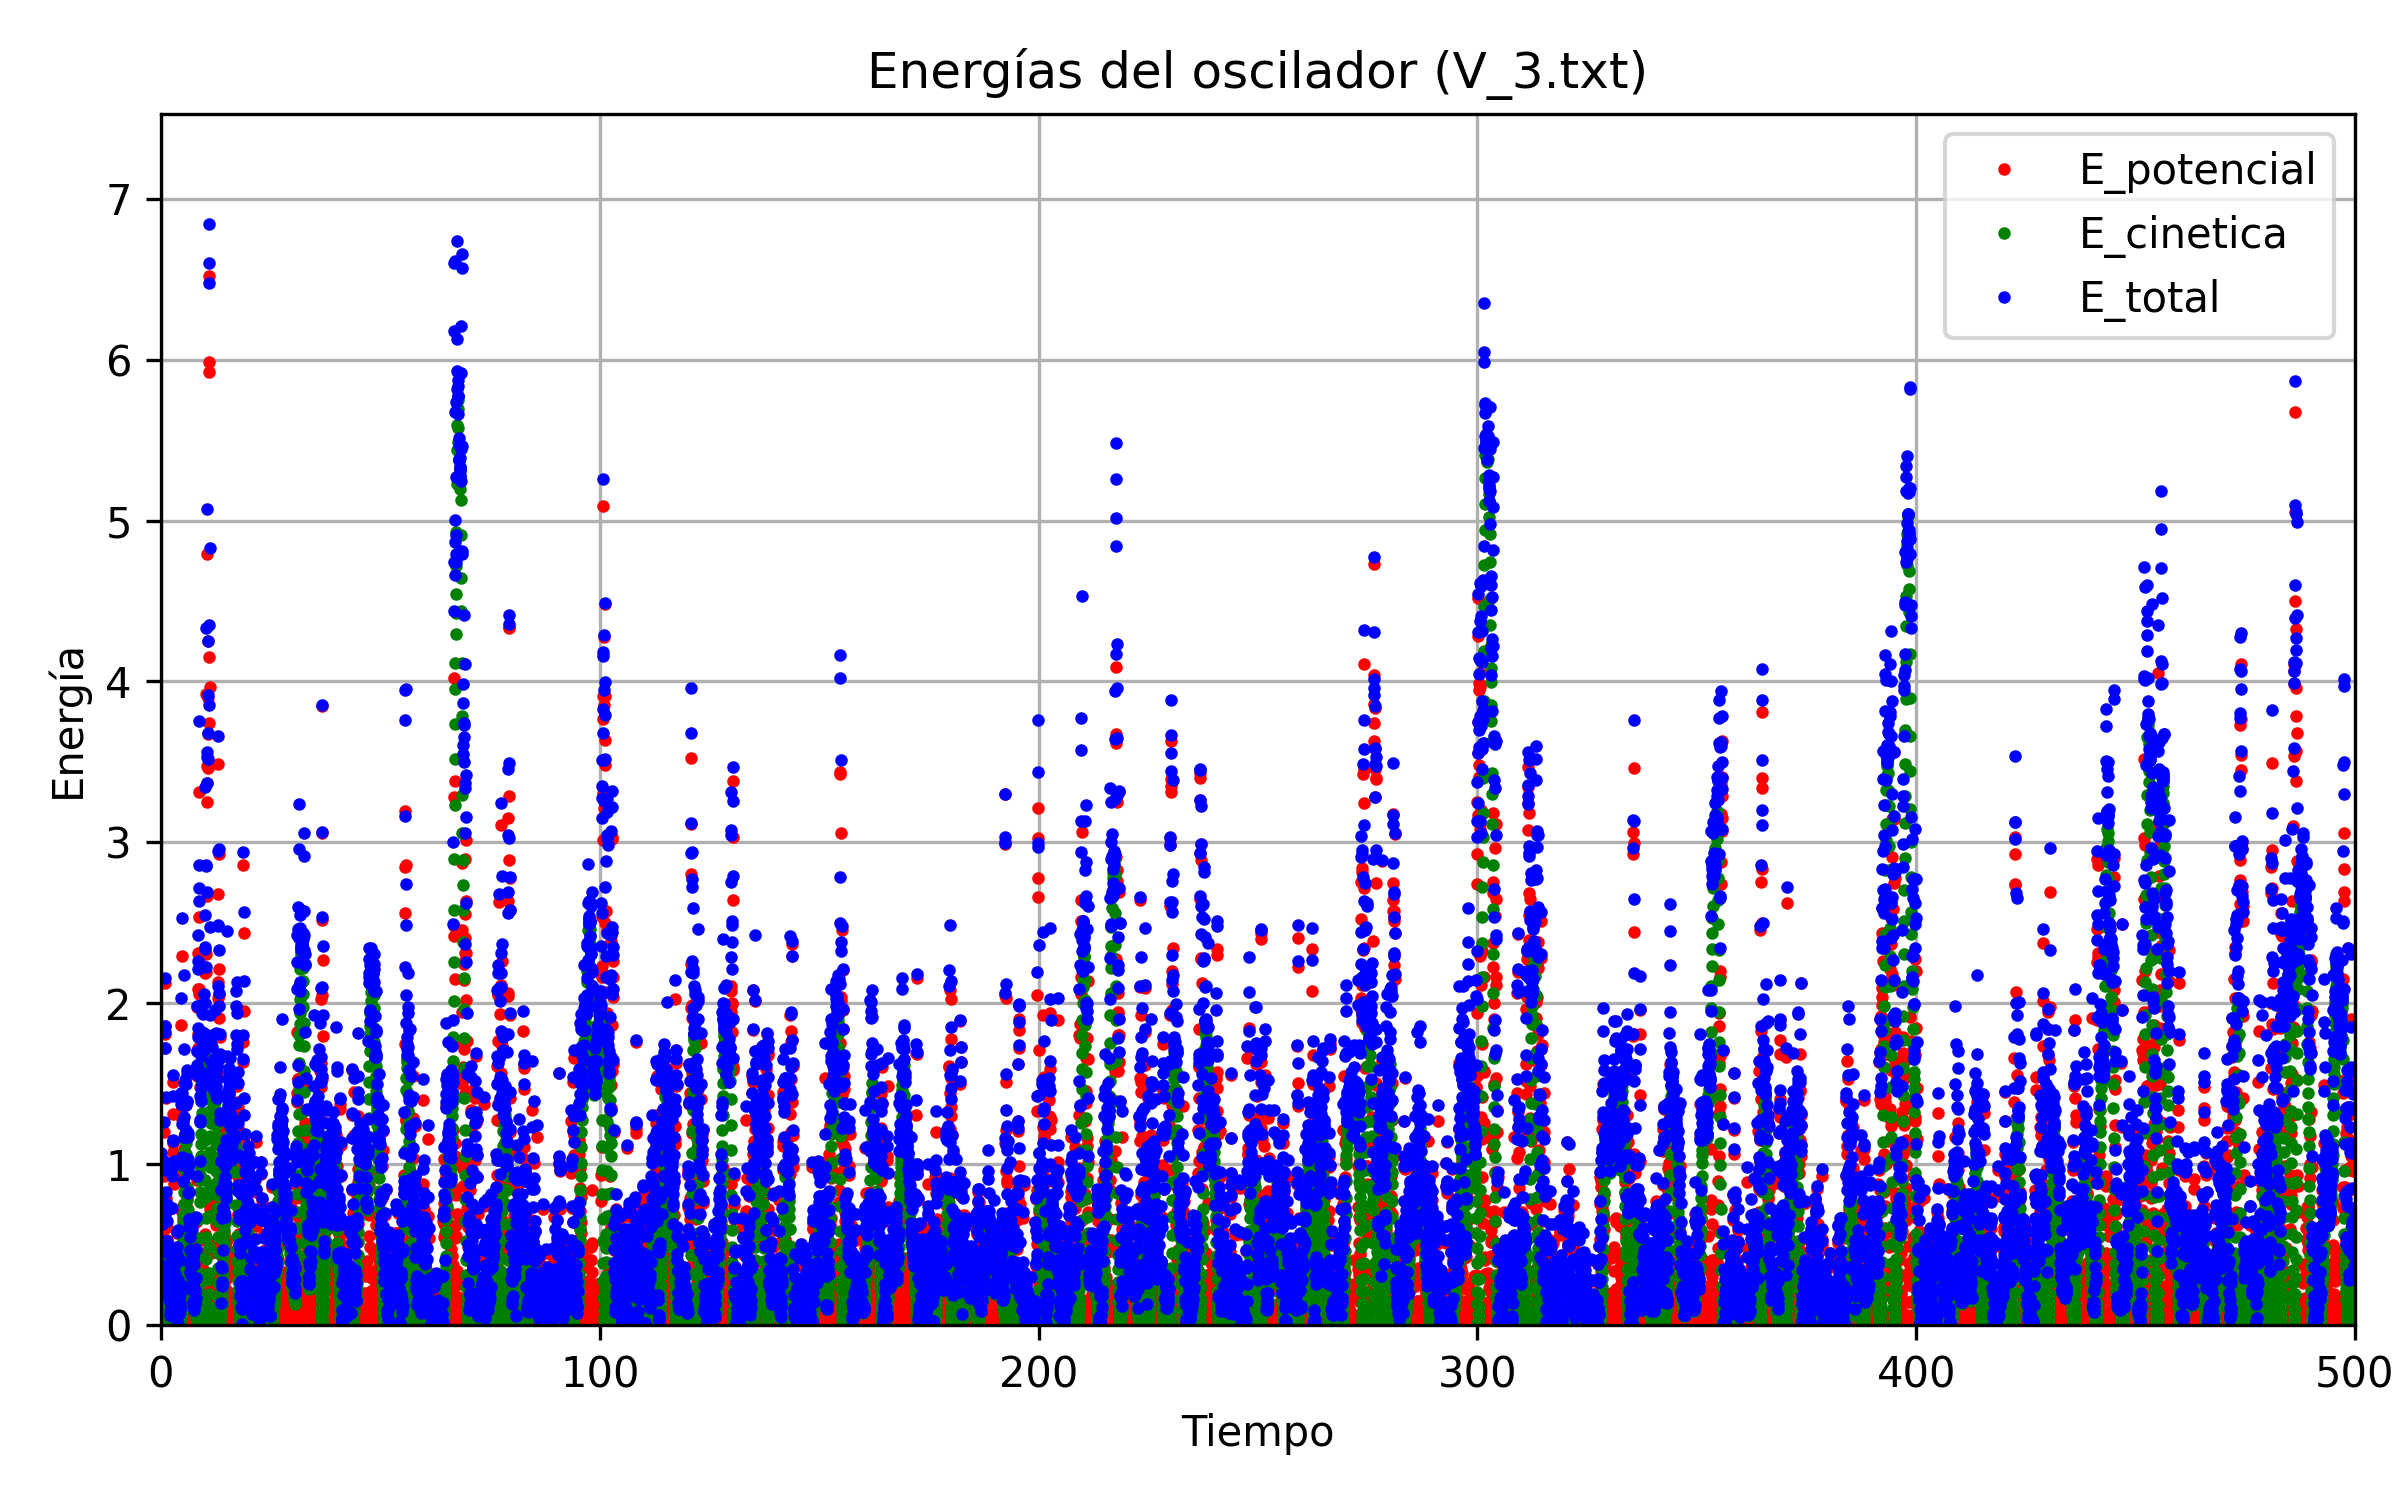 Energías del oscilador (V_3.txt)
E_potencial
E_cinetica
E_total
Energía
7
6
5
4
3
2
1
0
0 100 200 300 400 500
Tiempo